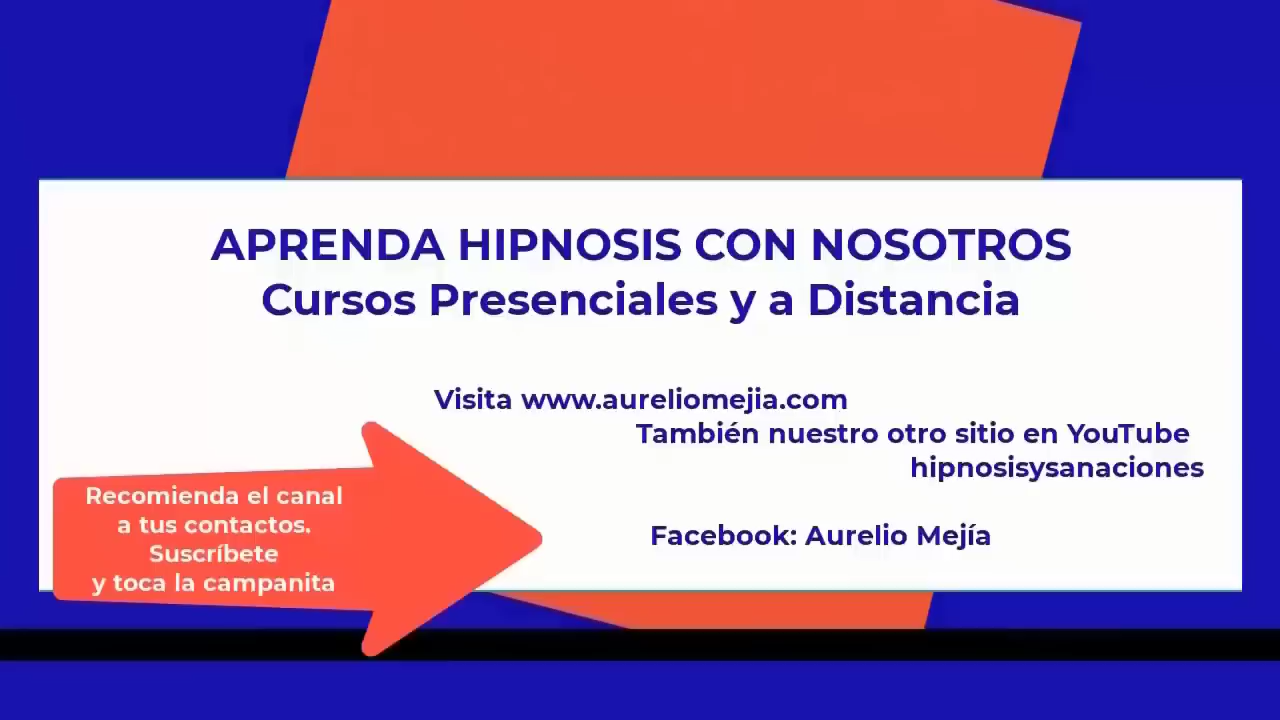 APRENDA HIPNOSIS CON NOSOTROS
Cursos Presenciales y a Distancia
Visita www.aureliomejia.com
También nuestro otro sitio en YouTube
hipnosisysanaciones
Facebook: Aurelio Mejía
Recomienda el canal
a tus contactos.
Suscríbete
y toca la campanita